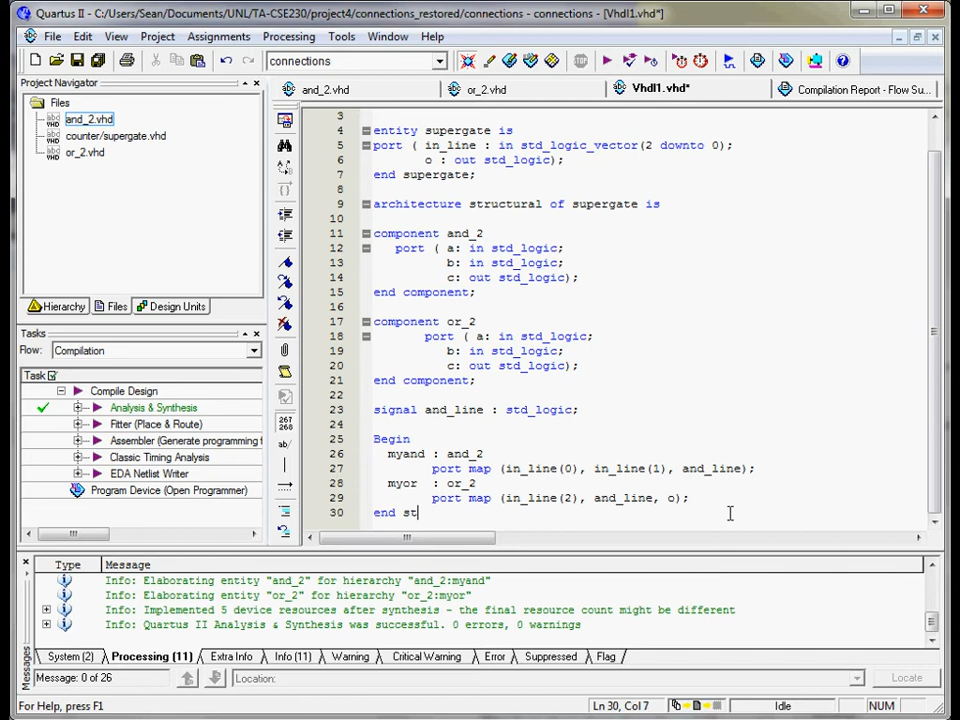 Quartus II - C:/Users/Sean/Documents/UNL/TA-CSE230/project4/connections_restored/connections - connections - [Vhdl1.vhd*]
File Edit View Project Assignments Processing Tools Window Help
connections
STOP
Project Navigator
Files
and_2.vhd
counter/supergate.vhd
or_2.vhd
Hierarchy Files Design Units
Tasks
Flow: Compilation
Task
Compile Design
Analysis & Synthesis
Fitter (Place & Route)
Assembler (Generate programming f
Classic Timing Analysis
EDA Netlist Writer
Program Device (Open Programmer)
and_2.vhd or_2.vhd Vhdl1.vhd* Compilation Report - Flow Su...
3
4 entity supergate is
5 port ( in_line : in std_logic_vector(2 downto 0);
6 o : out std_logic);
7 end supergate;
8
9 architecture structural of supergate is
10
11 component and_2
12 port ( a: in std_logic;
13 b: in std_logic;
14 c: out std_logic);
15 end component;
16
17 component or_2
18 port ( a: in std_logic;
19 b: in std_logic;
20 c: out std_logic);
21 end component;
22
23 signal and_line : std_logic;
24
25 Begin
26 myand : and_2
27 port map (in_line(0), in_line(1), and_line);
28 myor : or_2
29 port map (in_line(2), and_line, o);
30 end st
267
268
ab/
Type Message
Info: Elaborating entity "and_2" for hierarchy "and_2:myand"
Info: Elaborating entity "or_2" for hierarchy "or_2:myor"
Info: Implemented 5 device resources after synthesis - the final resource count might be different
Info: Quartus II Analysis & Synthesis was successful. 0 errors, 0 warnings
System (2) Processing (11) Extra Info Info (11) Warning Critical Warning Error Suppressed Flag
Messages
Message: 0 of 26 Location: Locate
For Help, press F1 Ln 30, Col 7 Idle NUM